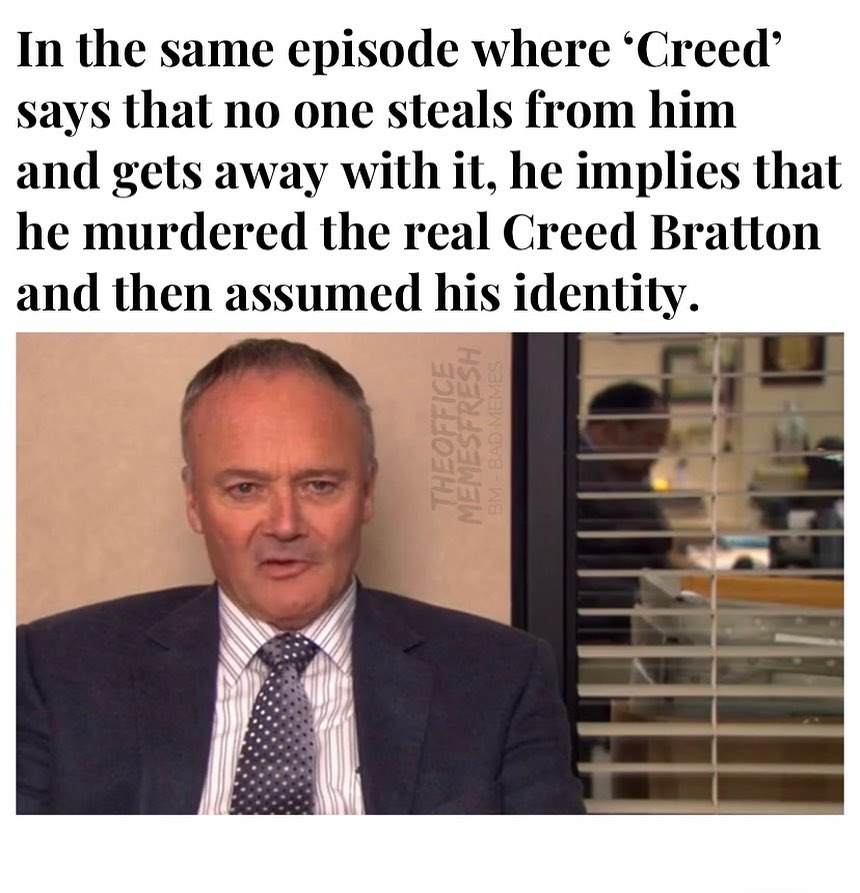 In the same episode where ‘Creed’
says that no one steals from him
and gets away with it, he implies that
he murdered the real Creed Bratton
and then assumed his identity.
THEOFFICE
MEMESFRESH
BM - BAD MEMES